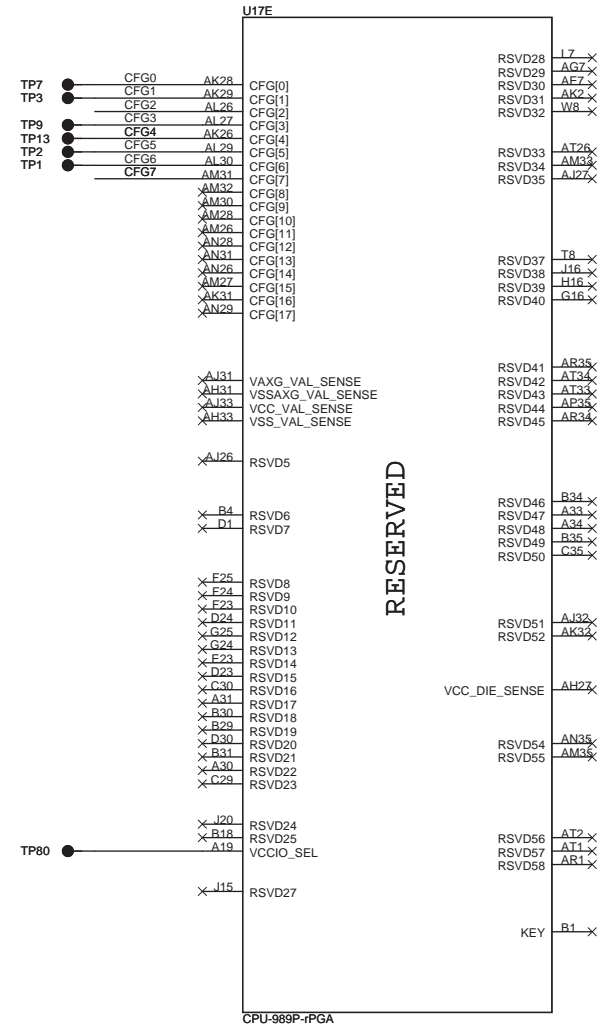 U17E
RSVD28 L7
RSVD29 AG7
RSVD30 AE7
RSVD31 AK2
RSVD32 W8
TP7 CFG0 AK28 CFG[0]
TP3 CFG1 AK29 CFG[1]
CFG2 AL26 CFG[2]
TP9 CFG3 AL27 CFG[3]
TP13 CFG4 AK26 CFG[4]
TP2 CFG5 AL29 CFG[5]
TP1 CFG6 AL30 CFG[6]
CFG7 AM31 CFG[7]
RSVD33 AT26
RSVD34 AM33
RSVD35 AJ27
AM32 CFG[8]
AM30 CFG[9]
AM28 CFG[10]
AM26 CFG[11]
AN28 CFG[12]
AN31 CFG[13]
AN26 CFG[14]
AM27 CFG[15]
AK31 CFG[16]
AN29 CFG[17]
RSVD37 T8
RSVD38 J16
RSVD39 H16
RSVD40 G16
RSVD41 AR35
RSVD42 AT34
RSVD43 AT33
RSVD44 AP35
RSVD45 AR34
AJ31 VAXG_VAL_SENSE
AH31 VSSAXG_VAL_SENSE
AJ33 VCC_VAL_SENSE
AH33 VSS_VAL_SENSE
AJ26 RSVD5
RESERVED
B4 RSVD6
D1 RSVD7
RSVD46 B34
RSVD47 A33
RSVD48 A34
RSVD49 B35
RSVD50 C35
F25 RSVD8
F24 RSVD9
F23 RSVD10
D24 RSVD11
G25 RSVD12
G24 RSVD13
E23 RSVD14
D23 RSVD15
C30 RSVD16
A31 RSVD17
B30 RSVD18
B29 RSVD19
D30 RSVD20
B31 RSVD21
A30 RSVD22
C29 RSVD23
RSVD51 AJ32
RSVD52 AK32
VCC_DIE_SENSE AH27
RSVD54 AN35
RSVD55 AM35
J20 RSVD24
B18 RSVD25
TP80 A19 VCCIO_SEL
J15 RSVD27
RSVD56 AT2
RSVD57 AT1
RSVD58 AR1
KEY B1
CPU-989P-rPGA